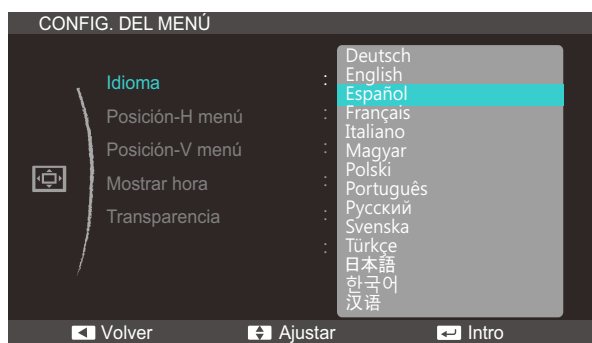 CONFIG. DEL MENÚ
Idioma :
Posición-H menú :
Posición-V menú :
Mostrar hora :
Transparencia :
:
Deutsch
English
Español
Français
Italiano
Magyar
Polski
Português
Русский
Svenska
Türkçe
日本語
한국어
汉语
Volver Ajustar Intro